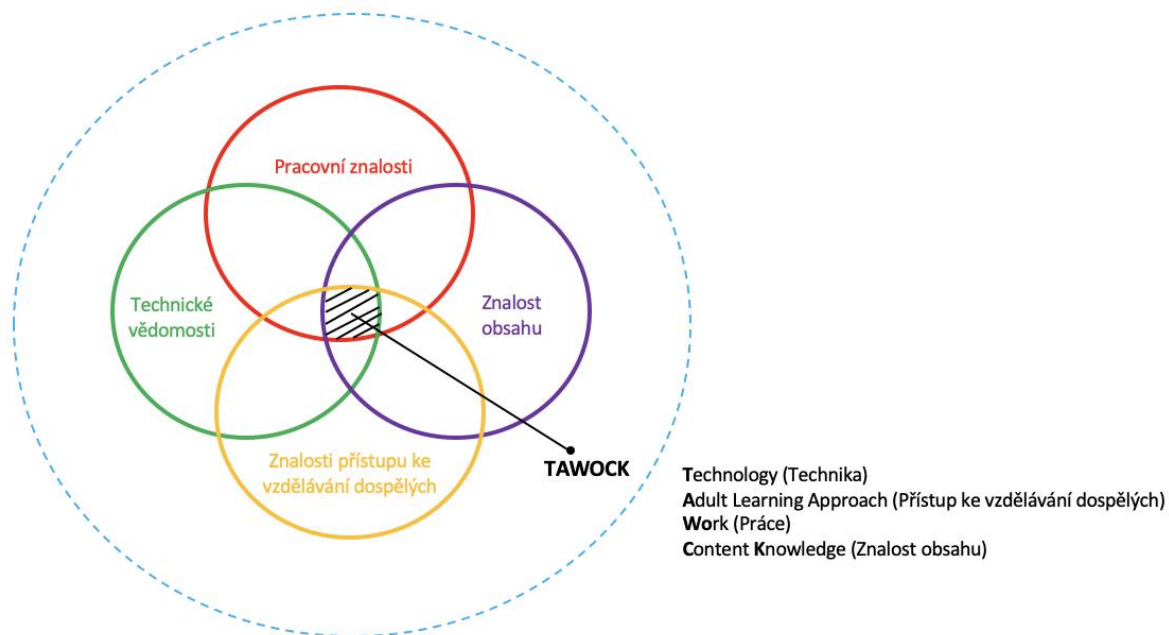 Pracovní znalosti
Technické
vědomosti
Znalost
obsahu
Znalosti přístupu ke
vzdělávání dospělých
TAWOCK
Technology (Technika)
Adult Learning Approach (Přístup ke vzdělávání dospělých)
Work (Práce)
Content Knowledge (Znalost obsahu)